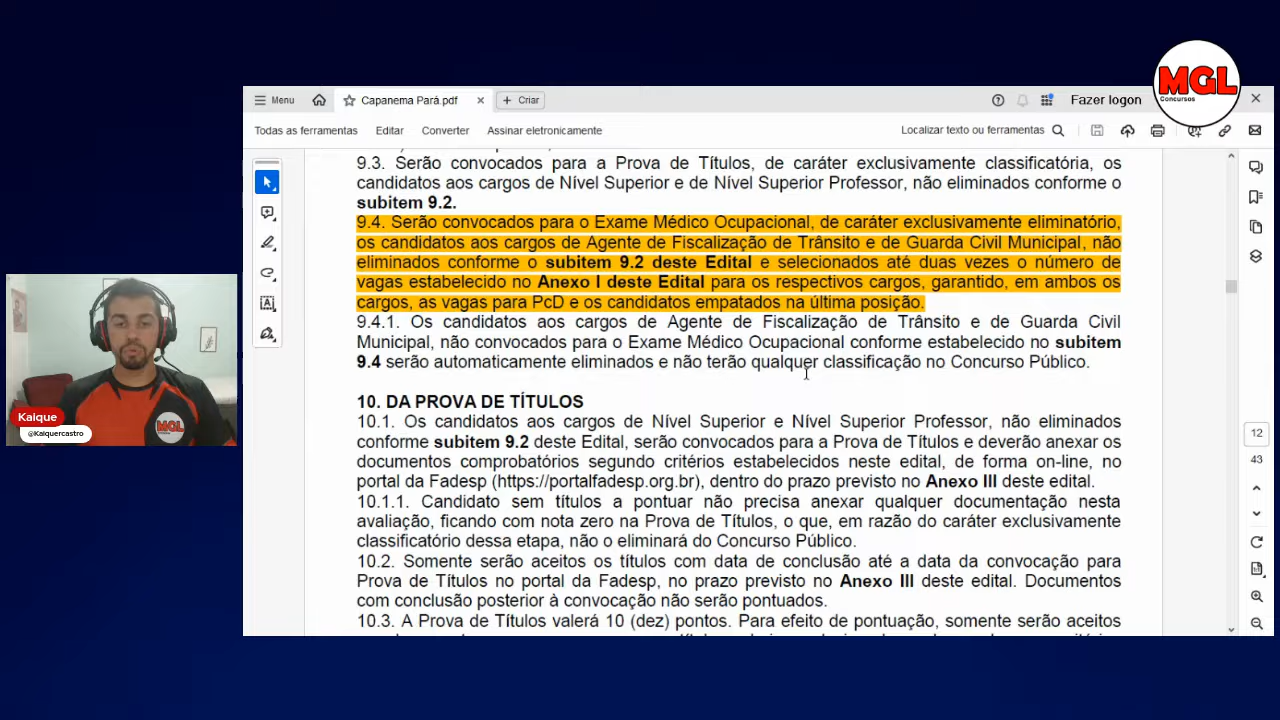 MGL
Concursos
Menu
Capanema Pará.pdf
Criar
Fazer logon
Todas as ferramentas
Editar
Converter
Assinar eletronicamente
Localizar texto ou ferramentas
9.3. Serão convocados para a Prova de Títulos, de caráter exclusivamente classificatória, os
candidatos aos cargos de Nível Superior e de Nível Superior Professor, não eliminados conforme o
subitem 9.2.
9.4. Serão convocados para o Exame Médico Ocupacional, de caráter exclusivamente eliminatório,
os candidatos aos cargos de Agente de Fiscalização de Trânsito e de Guarda Civil Municipal, não
eliminados conforme o subitem 9.2 deste Edital e selecionados até duas vezes o número de
vagas estabelecido no Anexo I deste Edital para os respectivos cargos, garantido, em ambos os
cargos, as vagas para PcD e os candidatos empatados na última posição.
9.4.1. Os candidatos aos cargos de Agente de Fiscalização de Trânsito e de Guarda Civil
Municipal, não convocados para o Exame Médico Ocupacional conforme estabelecido no subitem
9.4 serão automaticamente eliminados e não terão qualquer classificação no Concurso Público.
10. DA PROVA DE TÍTULOS
10.1. Os candidatos aos cargos de Nível Superior e Nível Superior Professor, não eliminados
conforme subitem 9.2 deste Edital, serão convocados para a Prova de Títulos e deverão anexar os
documentos comprobatórios segundo critérios estabelecidos neste edital, de forma on-line, no
portal da Fadesp (https://portalfadesp.org.br), dentro do prazo previsto no Anexo III deste edital.
10.1.1. Candidato sem títulos a pontuar não precisa anexar qualquer documentação nesta
avaliação, ficando com nota zero na Prova de Títulos, o que, em razão do caráter exclusivamente
classificatório dessa etapa, não o eliminará do Concurso Público.
10.2. Somente serão aceitos os títulos com data de conclusão até a data da convocação para
Prova de Títulos no portal da Fadesp, no prazo previsto no Anexo III deste edital. Documentos
com conclusão posterior à convocação não serão pontuados.
10.3. A Prova de Títulos valerá 10 (dez) pontos. Para efeito de pontuação, somente serão aceitos
12
43
Kaique
@Kaiquercastro
MGL